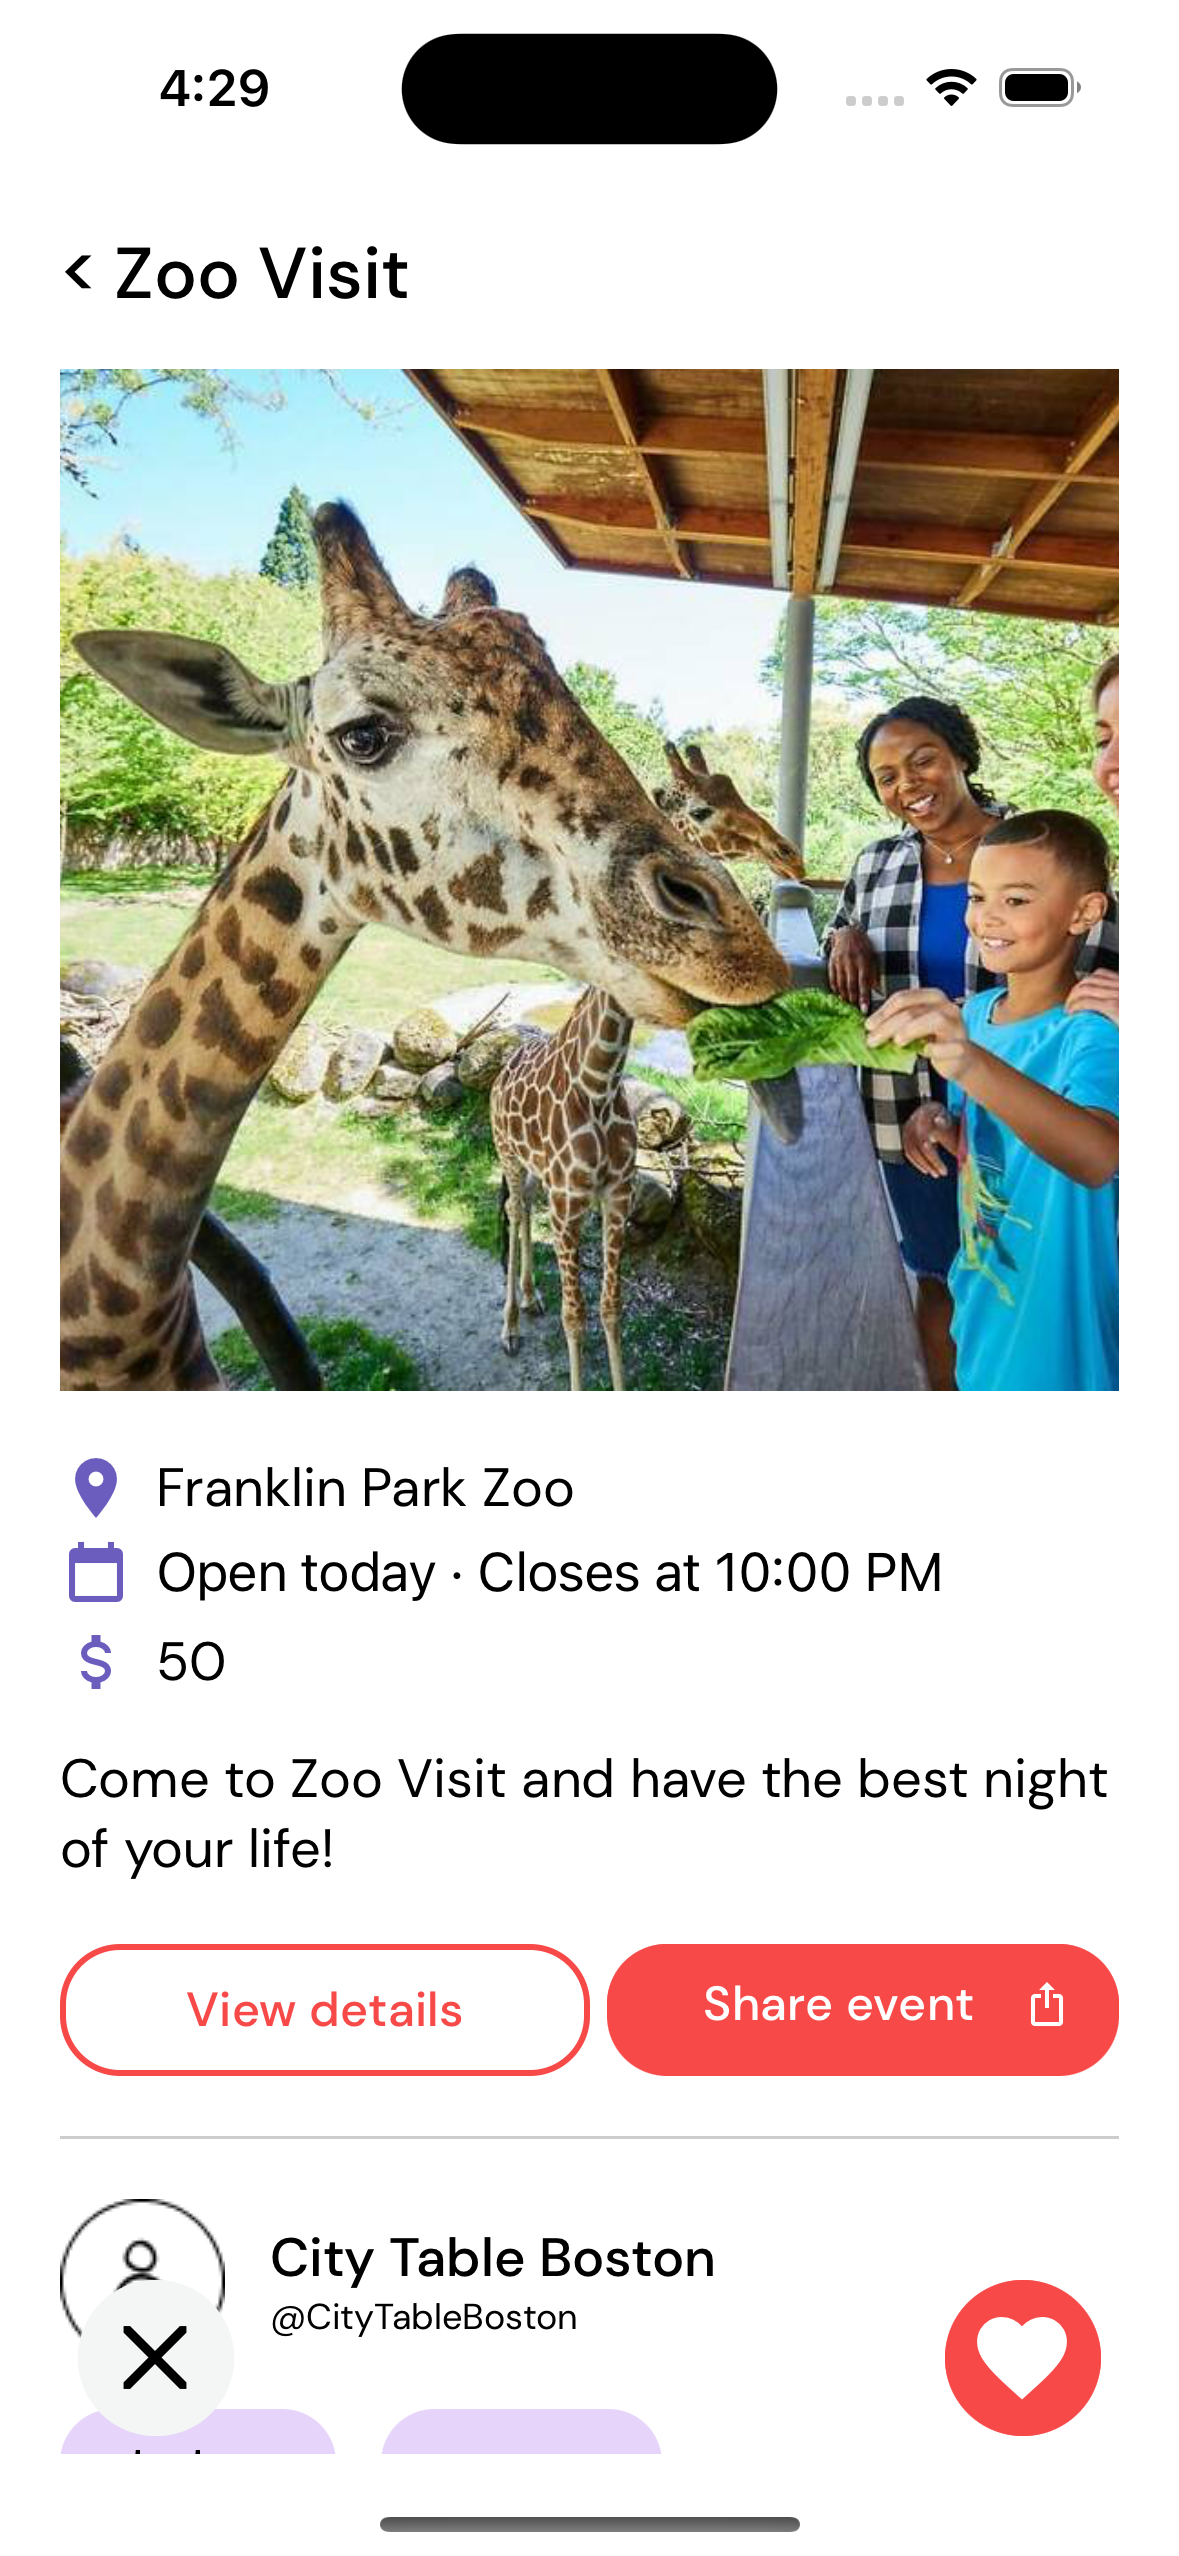 4:29
< Zoo Visit
Franklin Park Zoo
Open today · Closes at 10:00 PM
$ 50
Come to Zoo Visit and have the best night
of your life!
View details
Share event
City Table Boston
@CityTableBoston